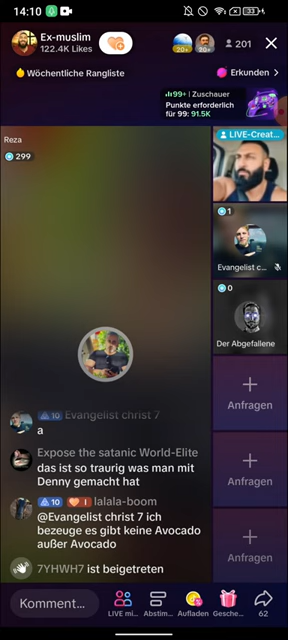 14:10
Ex-muslim
122.4K Likes
20+
20+
201
Wöchentliche Rangliste
Erkunden
99+ | Zuschauer
Punkte erforderlich
für 99: 91.5K
Reza
299
LIVE-Creat...
1
Evangelist c...
0
Der Abgefallene
Anfragen
Anfragen
Anfragen
10 Evangelist christ 7
a
Expose the satanic World-Elite
das ist so traurig was man mit
Denny gemacht hat
10 I lalala-boom
@Evangelist christ 7 ich
bezeuge es gibt keine Avocado
außer Avocado
7YHWH7 ist beigetreten
Komment...
LIVE mi...
Abstim...
Aufladen
Gesche...
62